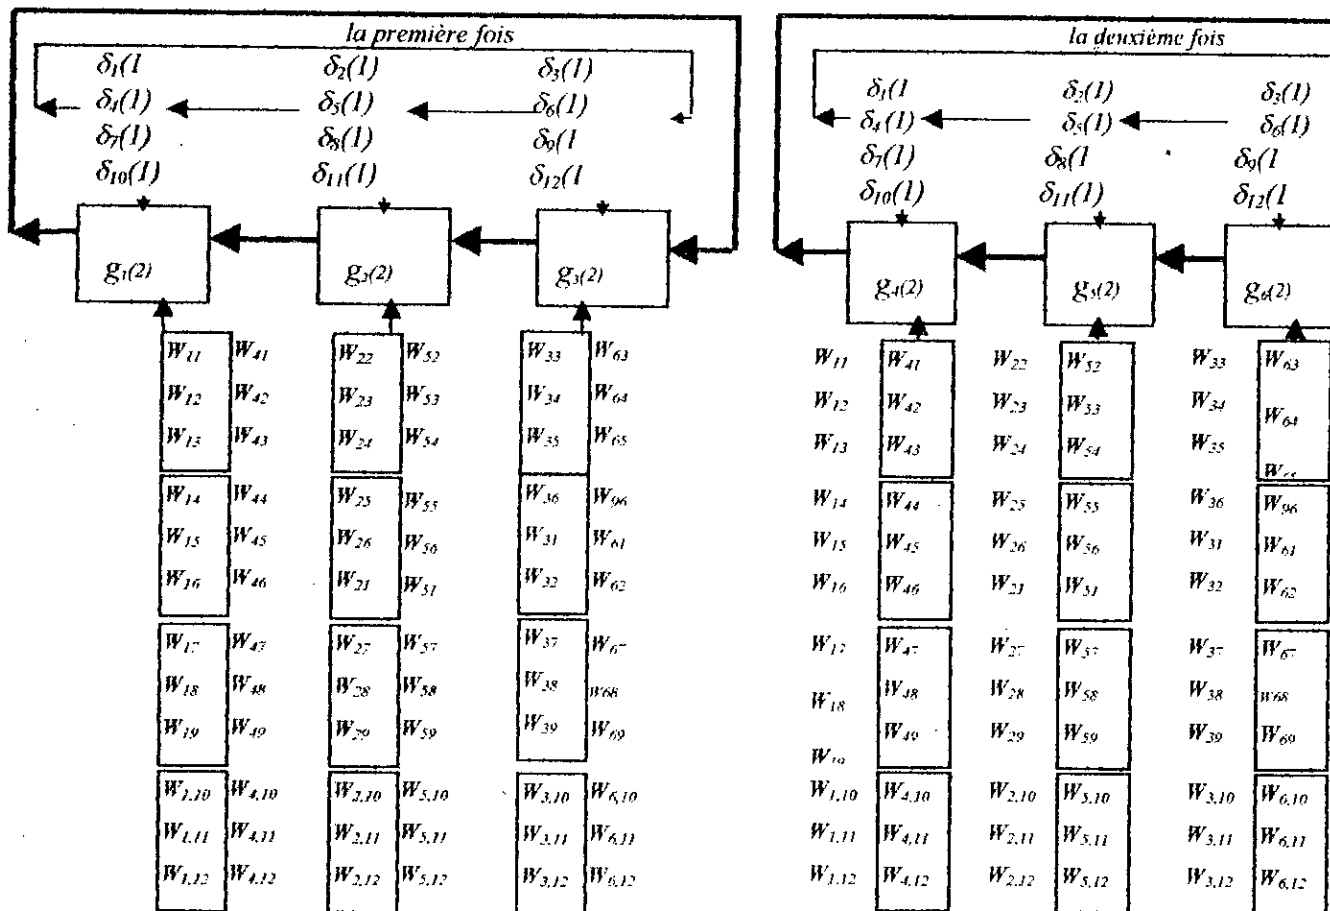 la première fois
δ1(1 δ2(1) δ3(1)
δ4(1) δ5(1) δ6(1)
δ7(1) δ8(1) δ9(1
δ10(1) δ11(1) δ12(1
g1(2) g2(2) g3(2)
W11 W41 W22 W52 W33 W63
W12 W42 W23 W53 W34 W64
W13 W43 W24 W54 W35 W65
W14 W44 W25 W55 W36 W96
W15 W45 W26 W56 W31 W61
W16 W46 W21 W51 W32 W62
W17 W47 W27 W57 W37 W67
W18 W48 W28 W58 W38 W68
W19 W49 W29 W59 W39 W69
W1,10 W4,10 W2,10 W5,10 W3,10 W6,10
W1,11 W4,11 W2,11 W5,11 W3,11 W6,11
W1,12 W4,12 W2,12 W5,12 W3,12 W6,12
la deuxième fois
δ1(1 δ2(1) δ3(1)
δ4(1) δ5(1) δ6(1)
δ7(1) δ8(1 δ9(1
δ10(1) δ11(1) δ12(1
g4(2) g5(2) g6(2)
W11 W41 W22 W52 W33 W63
W12 W42 W23 W53 W34 W64
W13 W43 W24 W54 W35
W14 W44 W25 W55 W36 W96
W15 W45 W26 W56 W31 W61
W16 W46 W21 W51 W32 W62
W17 W47 W27 W57 W37 W67
W18 W48 W28 W58 W38 W68
W19 W49 W29 W59 W39 W69
W1,10 W4,10 W2,10 W5,10 W3,10 W6,10
W1,11 W4,11 W2,11 W5,11 W3,11 W6,11
W1,12 W4,12 W2,12 W5,12 W3,12 W6,12